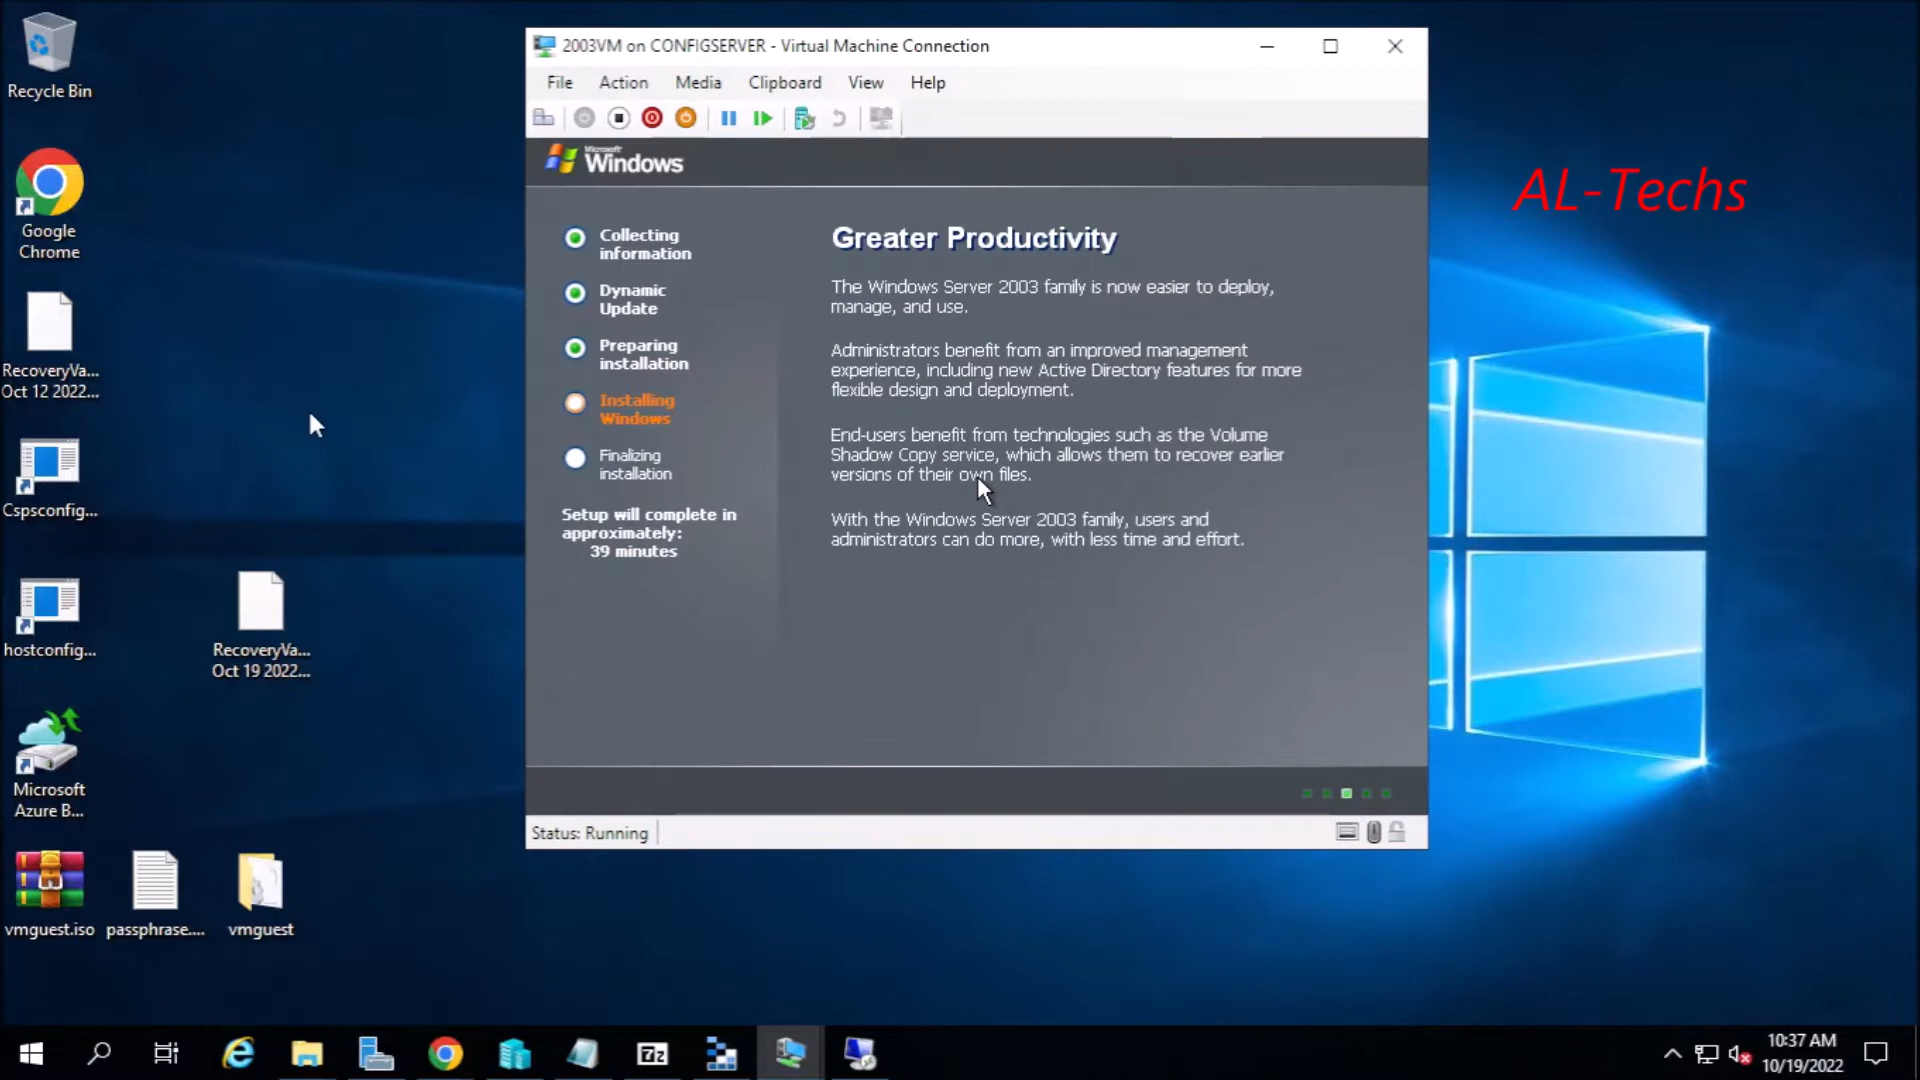 Recycle Bin
Google
Chrome
RecoveryVa...
Oct 12 2022...
Cspsconfig...
hostconfig...
RecoveryVa...
Oct 19 2022...
Microsoft
Azure B...
vmguest.iso
passphrase....
vmguest
2003VM on CONFIGSERVER - Virtual Machine Connection
File Action Media Clipboard View Help
Microsoft
Windows
Collecting
information
Dynamic
Update
Preparing
installation
Installing
Windows
Finalizing
installation
Setup will complete in
approximately:
39 minutes
Greater Productivity
The Windows Server 2003 family is now easier to deploy,
manage, and use.
Administrators benefit from an improved management
experience, including new Active Directory features for more
flexible design and deployment.
End-users benefit from technologies such as the Volume
Shadow Copy service, which allows them to recover earlier
versions of their own files.
With the Windows Server 2003 family, users and
administrators can do more, with less time and effort.
Status: Running
AL-Techs
7z
10:37 AM
10/19/2022